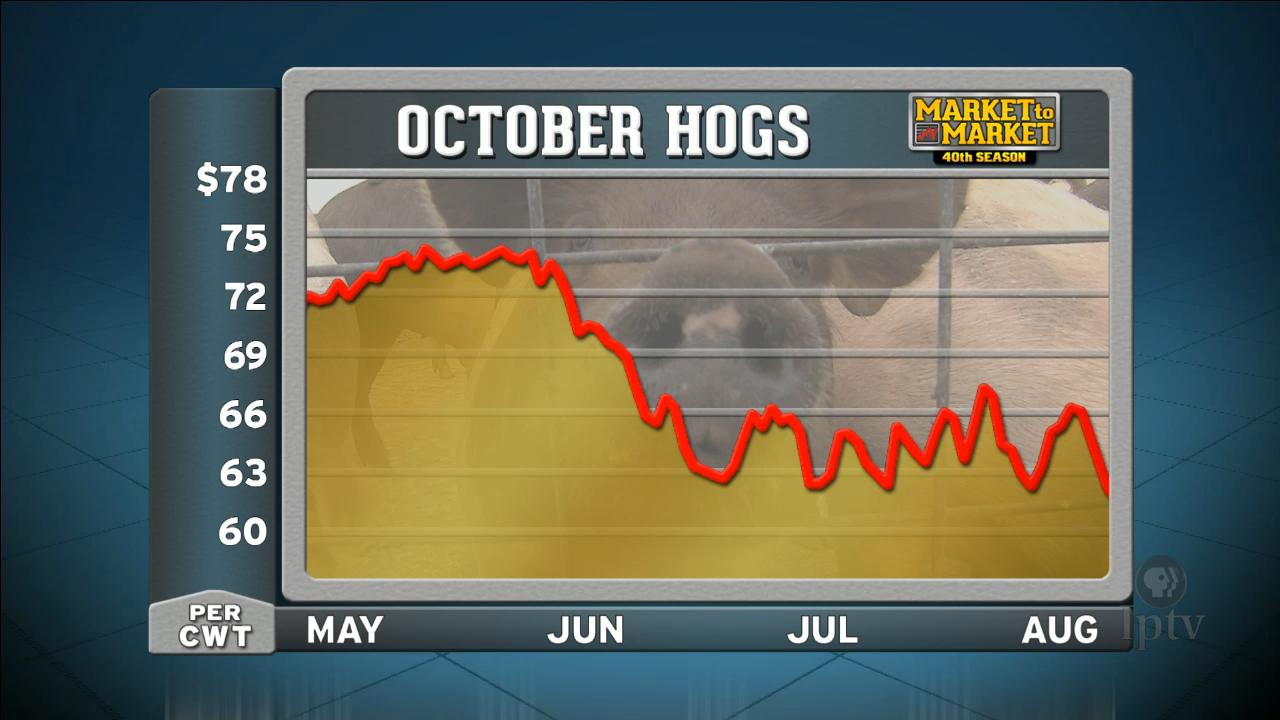 OCTOBER HOGS
MARKET to
MARKET
40th SEASON
$78
75
72
69
66
63
60
PER
CWT
MAY JUN JUL AUG
iptv